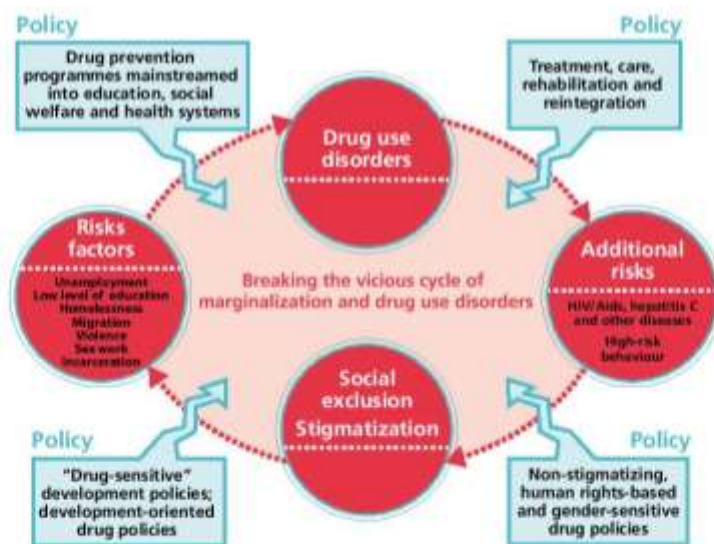 Policy
Drug prevention
programmes mainstreamed
into education, social
welfare and health systems
Policy
Treatment, care,
rehabilitation and
reintegration
Drug use
disorders
Risks
factors
Unemployment
Low level of education
Homelessness
Migration
Violence
Sex work
Incarceration
Breaking the vicious cycle of
marginalization and drug use disorders
Additional
risks
HIV/Aids, hepatitis C
and other diseases
High-risk
behaviour
Social
exclusion
Stigmatization
Policy
"Drug-sensitive"
development policies;
development-oriented
drug policies
Policy
Non-stigmatizing,
human rights-based
and gender-sensitive
drug policies